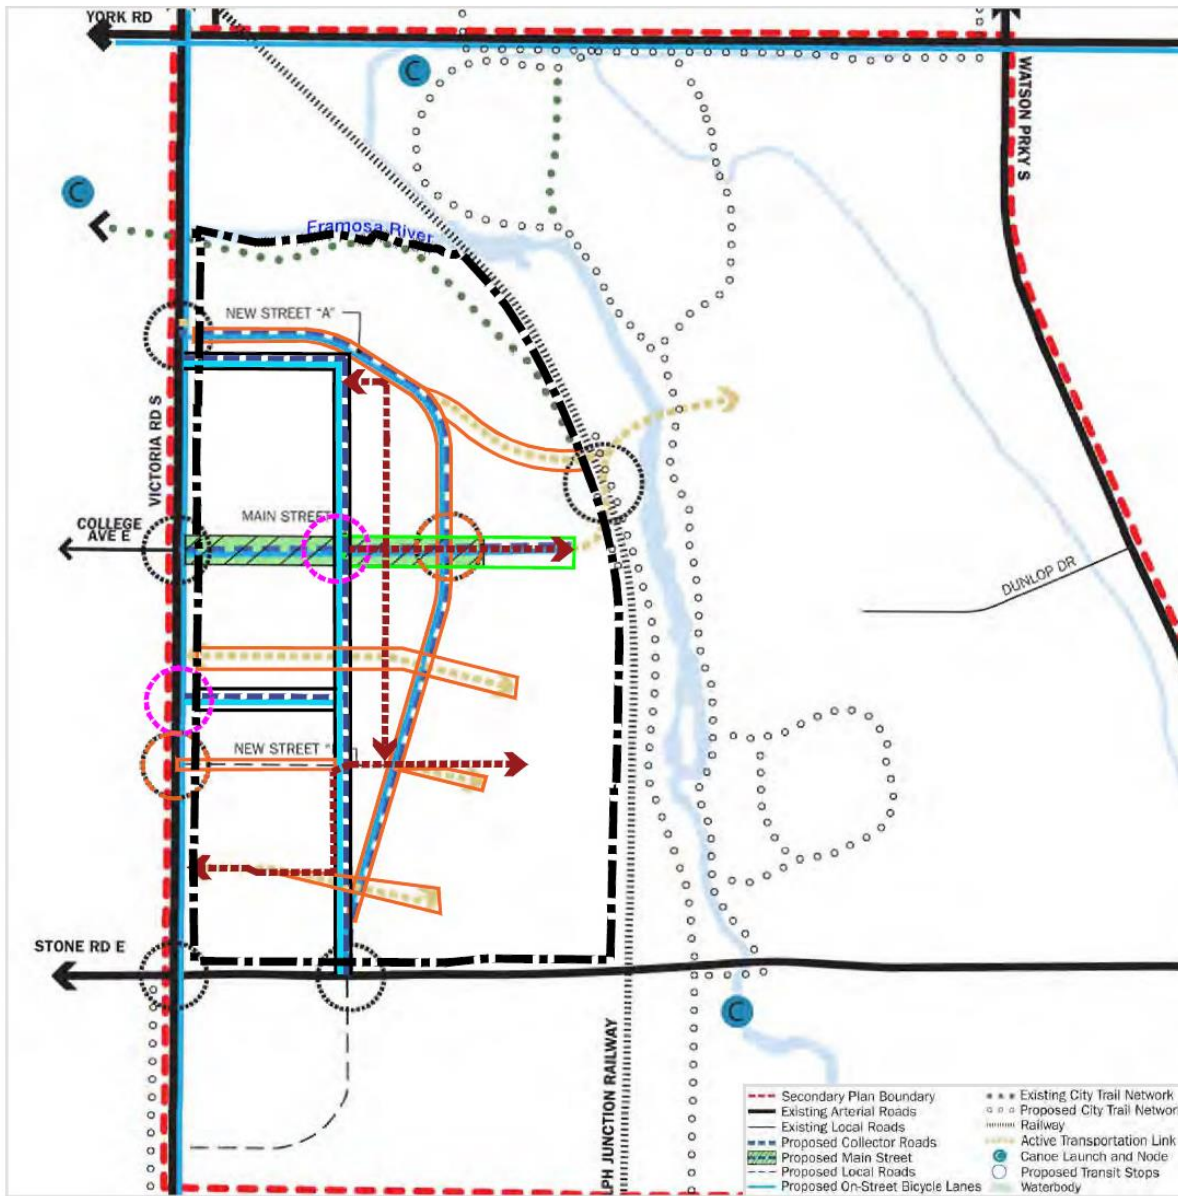 YORK RD
WATSON PRKY S
C
C
Eramosa River
NEW STREET "A"
VICTORIA RD S
MAIN STREET
COLLEGE
AVE E
DUNLOP DR
NEW STREET "
STONE RD E
C
LPH JUNCTION RAILWAY
Secondary Plan Boundary
Existing Arterial Roads
Existing Local Roads
Proposed Collector Roads
Proposed Main Street
Proposed Local Roads
Proposed On-Street Bicycle Lanes
Existing City Trail Network
Proposed City Trail Network
Railway
Active Transportation Link
C Canoe Launch and Node
Proposed Transit Stops
Waterbody